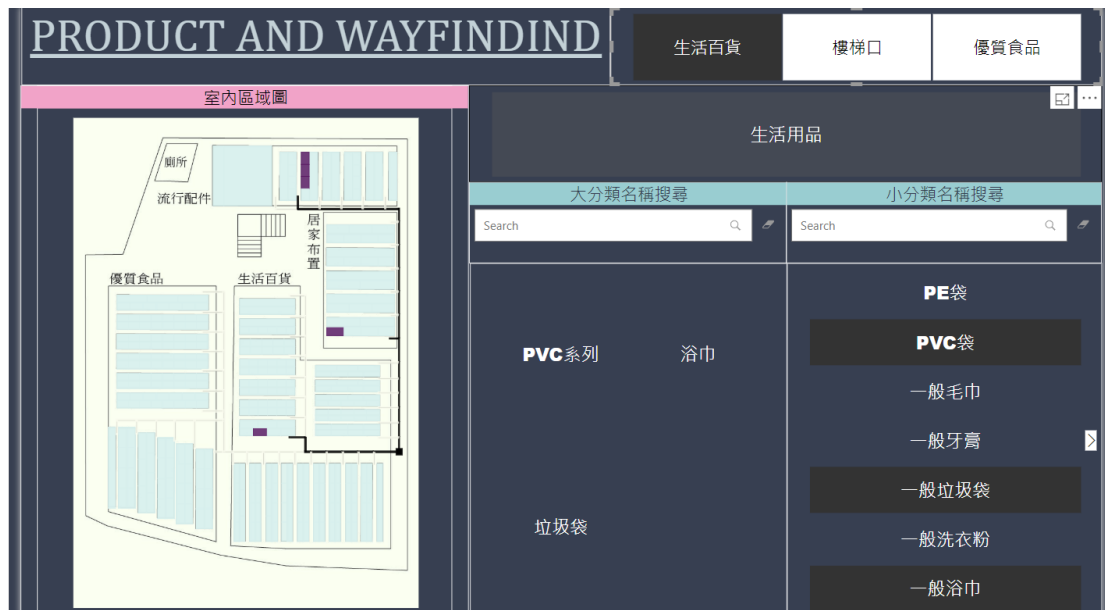 PRODUCT AND WAYFINDIND
生活百貨
樓梯口
優質食品
室內區域圖
廁所
流行配件
居家布置
優質食品
生活百貨
生活用品
大分類名稱搜尋
小分類名稱搜尋
Search
Search
PVC系列
浴巾
垃圾袋
PE袋
PVC袋
一般毛巾
一般牙膏
一般垃圾袋
一般洗衣粉
一般浴巾